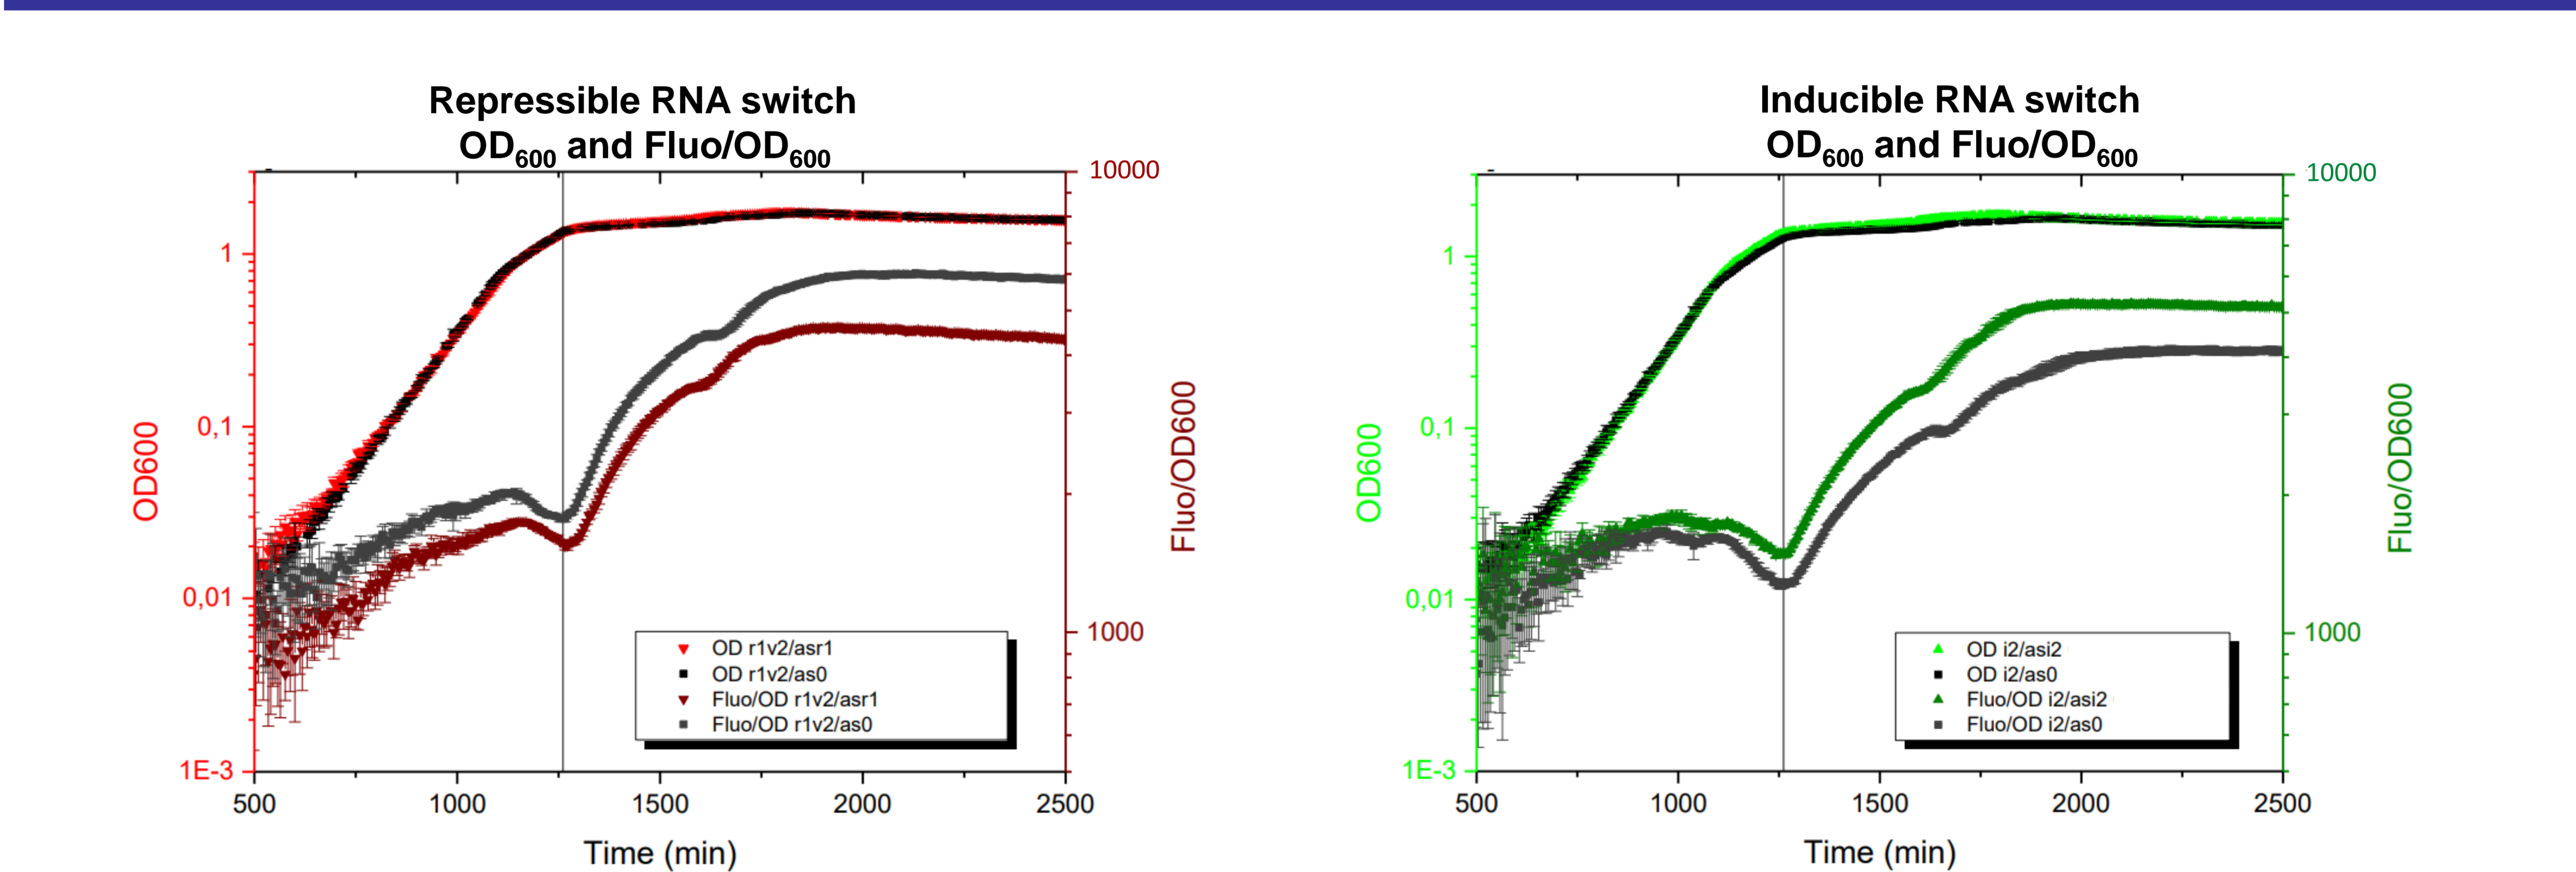 Repressible RNA switch
OD600 and Fluo/OD600
10000
1
0,1
0,01
1E-3
1000
OD600
Fluo/OD600
OD r1v2/asr1
OD r1v2/as0
Fluo/OD r1v2/asr1
Fluo/OD r1v2/as0
500 1000 1500 2000 2500
Time (min)
Inducible RNA switch
OD600 and Fluo/OD600
10000
1
0,1
0,01
1E-3
1000
OD600
Fluo/OD600
OD i2/asi2
OD i2/as0
Fluo/OD i2/asi2
Fluo/OD i2/as0
500 1000 1500 2000 2500
Time (min)